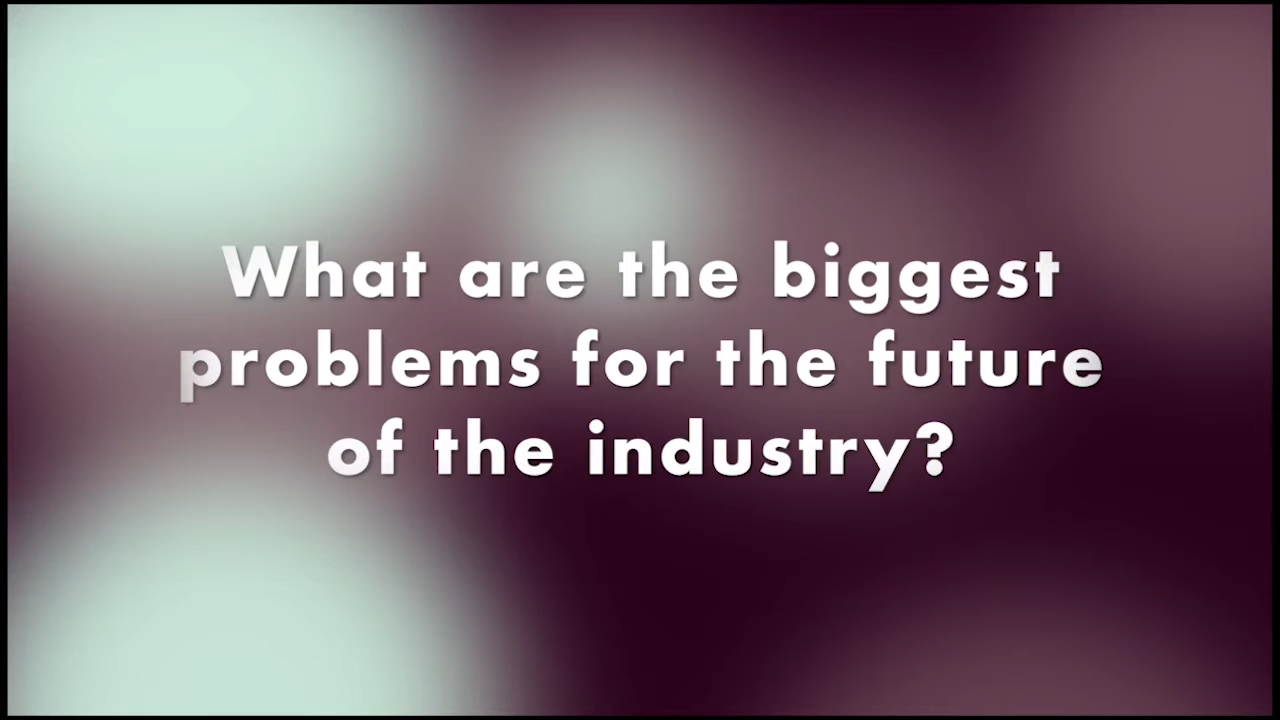 What are the biggest
problems for the future
of the industry?